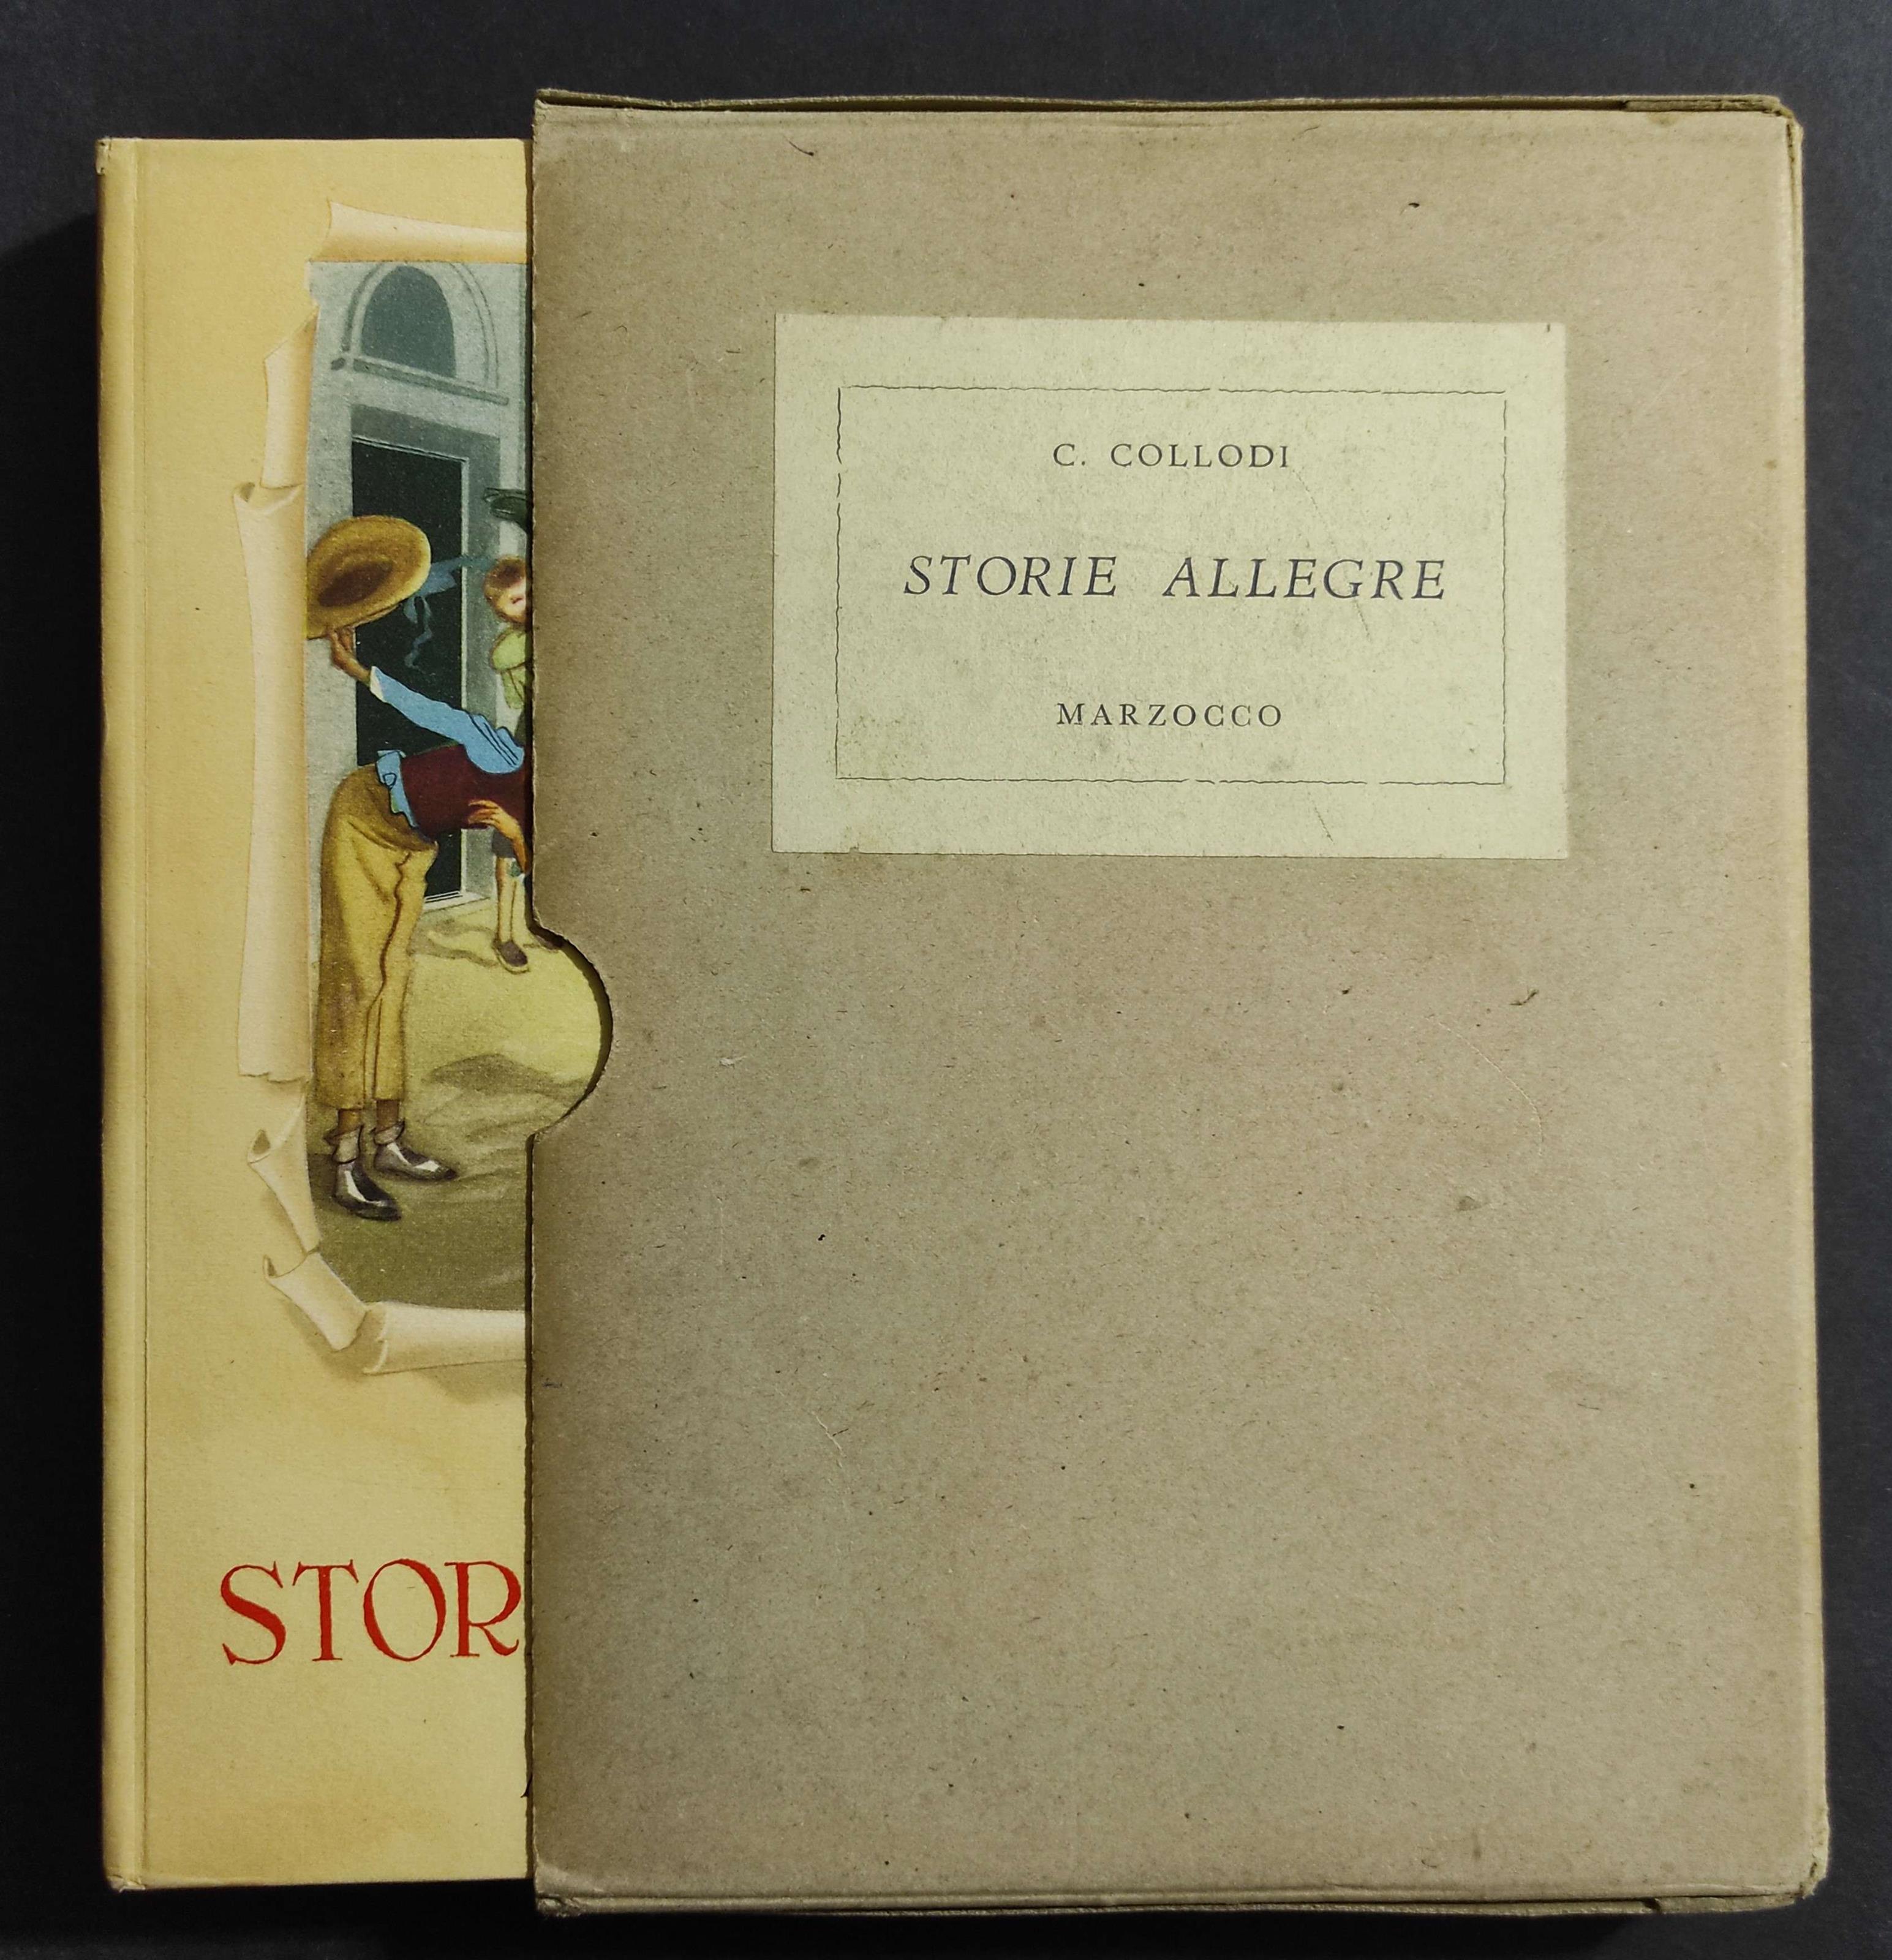 C. COLLODI
STORIE ALLEGRE
MARZOCCO
STOR